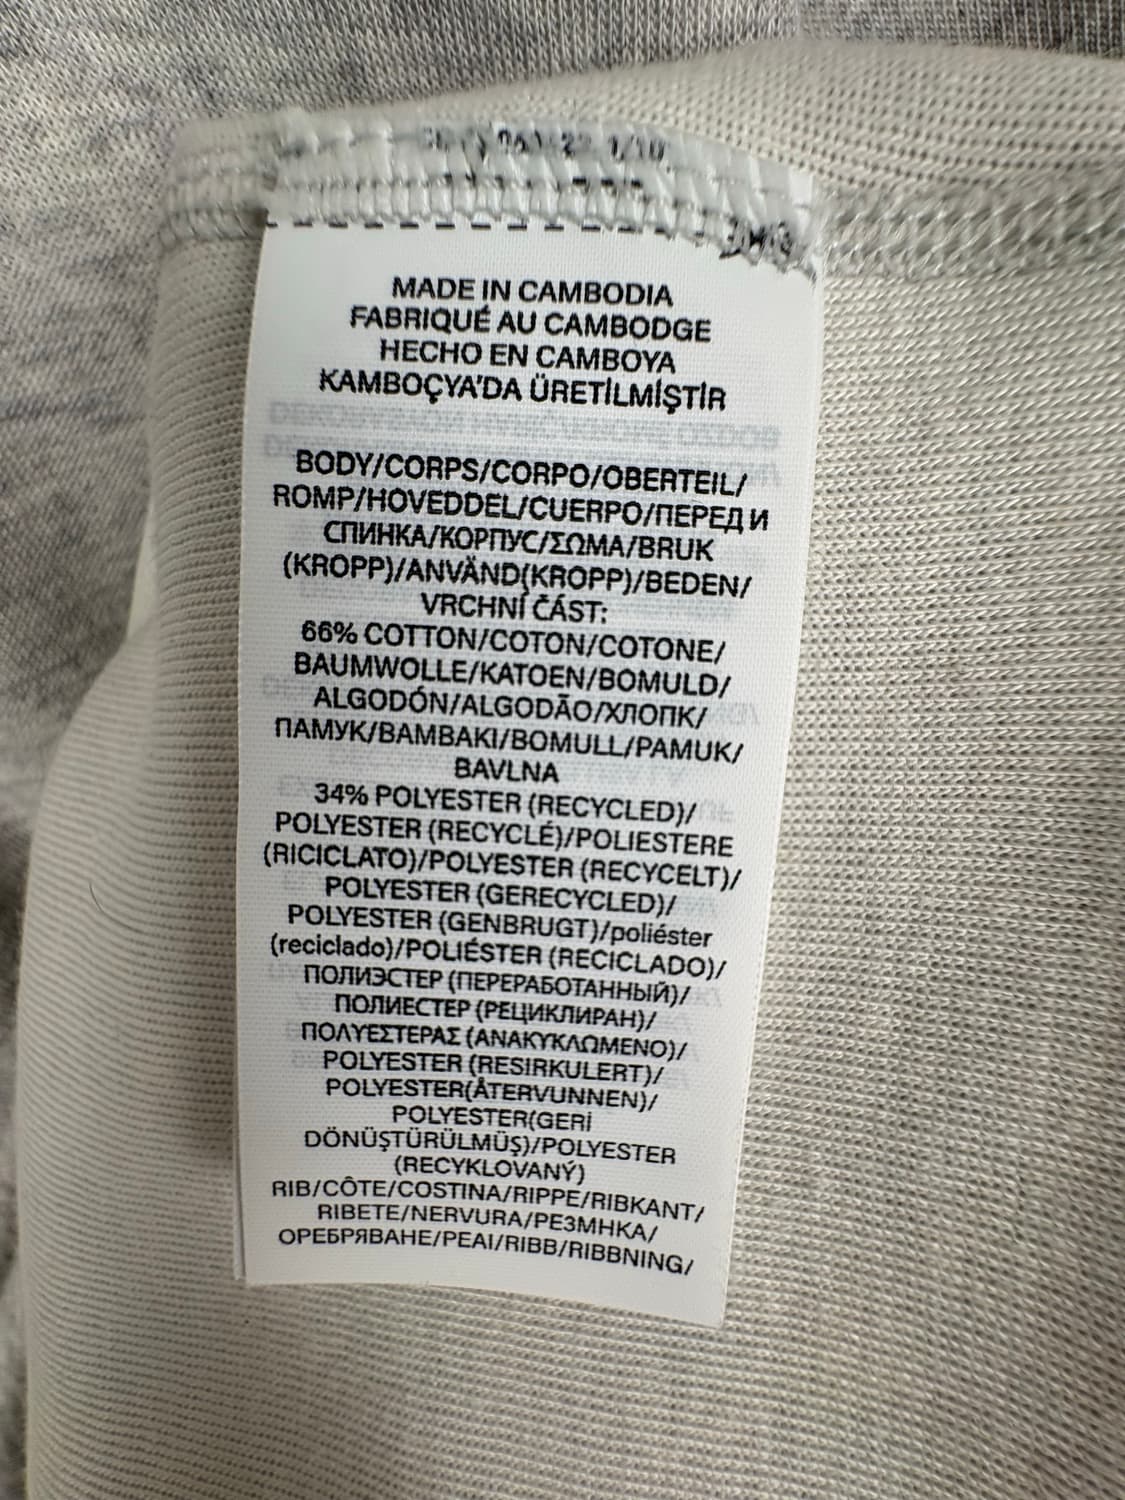 MADE IN CAMBODIA
FABRIQUÉ AU CAMBODGE
HECHO EN CAMBOYA
KAMBOÇYA'DA ÜRETİLMİŞTİR
BODY/CORPS/CORPO/OBERTEIL/
ROMP/HOVEDDEL/CUERPO/ПЕРЕД И
СПИНКА/КОРПУС/ΣΩΜΑ/BRUK
(KROPP)/ANVÄND(KROPP)/BEDEN/
VRCHNÍ ČÁST:
66% COTTON/COTON/COTONE/
BAUMWOLLE/KATOEN/BOMULD/
ALGODÓN/ALGODÃO/ХЛОПК/
ПАМУК/BAMBAKI/BOMULL/PAMUK/
BAVLNA
34% POLYESTER (RECYCLED)/
POLYESTER (RECYCLÉ)/POLIESTERE
(RICICLATO)/POLYESTER (RECYCELT)/
POLYESTER (GERECYCLED)/
POLYESTER (GENBRUGT)/poliéster
(reciclado)/POLIÉSTER (RECICLADO)/
ПОЛИЭСТЕР (ПЕРЕРАБОТАННЫЙ)/
ПОЛИЕСТЕР (РЕЦИКЛИРАН)/
ΠΟΛΥΕΣΤΕΡΑΣ (ΑΝΑΚΥΚΛΩΜΕΝΟ)/
POLYESTER (RESIRKULERT)/
POLYESTER(ÅTERVUNNEN)/
POLYESTER(GERİ
DÖNÜŞTÜRÜLMÜŞ)/POLYESTER
(RECYKLOVANÝ)
RIB/CÔTE/COSTINA/RIPPE/RIBKANT/
RIBETE/NERVURA/РЕЗМНКА/
ОРЕБРЯВАНЕ/PEAI/RIBB/RIBBNING/